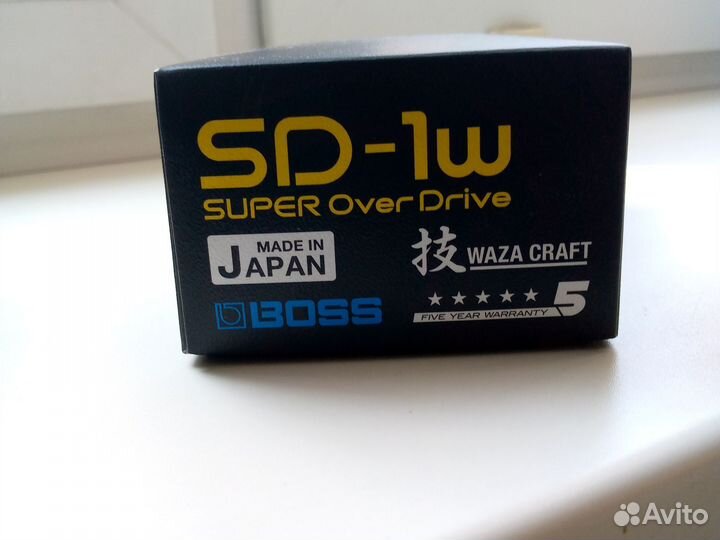 SD-1w
SUPER Over Drive
MADE IN
JAPAN
技 WAZA CRAFT
BOSS
FIVE YEAR WARRANTY 5
Avito